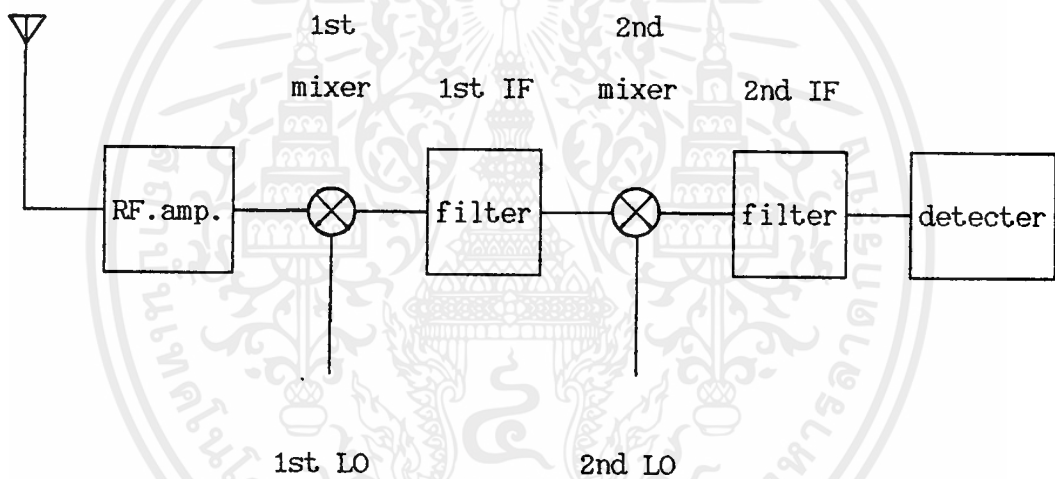 1st 2nd
mixer 1st IF mixer 2nd IF
RF.amp. filter filter detecter
1st LO 2nd LO